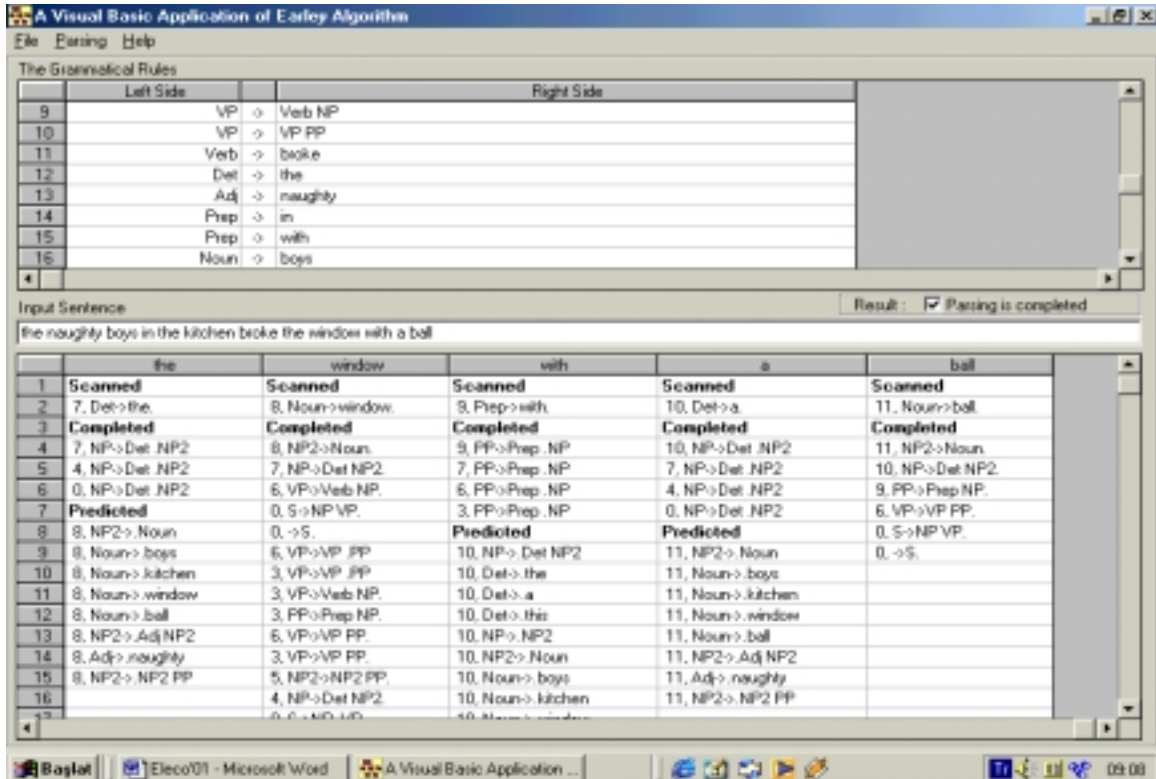 A Visual Basic Application of Earley Algorithm
File Parsing Help
The Grammatical Rules
Left Side Right Side
9 VP -> Verb NP
10 VP -> VP PP
11 Verb -> broke
12 Det -> the
13 Adj -> naughty
14 Prep -> in
15 Prep -> with
16 Noun -> boys
Input Sentence Result : Parsing is completed
the naughty boys in the kitchen broke the window with a ball
the window with a ball
1 Scanned Scanned Scanned Scanned Scanned
2 7, Det->the. 8, Noun->window. 9, Prep->with. 10, Det->a. 11, Noun->ball.
3 Completed Completed Completed Completed Completed
4 7, NP->Det .NP2 8, NP2->Noun. 9, PP->Prep .NP 10, NP->Det .NP2 11, NP2->Noun.
5 4, NP->Det .NP2 7, NP->Det NP2. 7, PP->Prep .NP 7, NP->Det .NP2 10, NP->Det NP2.
6 0, NP->Det .NP2 6, VP->Verb NP. 6, PP->Prep .NP 4, NP->Det .NP2 9, PP->Prep NP.
7 Predicted 0, S->NP VP. 3, PP->Prep .NP 0, NP->Det .NP2 6, VP->VP PP.
8 8, NP2->.Noun 0, ->S. Predicted Predicted 0, S->NP VP.
9 8, Noun->.boys 6, VP->VP .PP 10, NP->.Det NP2 11, NP2->.Noun 0, ->S.
10 8, Noun->.kitchen 3, VP->VP .PP 10, Det->.the 11, Noun->.boys
11 8, Noun->.window 3, VP->Verb NP. 10, Det->.a 11, Noun->.kitchen
12 8, Noun->.ball 3, PP->Prep NP. 10, Det->.this 11, Noun->.window
13 8, NP2->.Adj NP2 6, VP->VP PP. 10, NP->.NP2 11, Noun->.ball
14 8, Adj->.naughty 3, VP->VP PP. 10, NP2->.Noun 11, NP2->.Adj NP2
15 8, NP2->.NP2 PP 5, NP2->NP2 PP. 10, Noun->.boys 11, Adj->.naughty
16 4, NP->Det NP2. 10, Noun->.kitchen 11, NP2->.NP2 PP
Başlat Eleco'01 - Microsoft Word A Visual Basic Application ... Tr 09:08